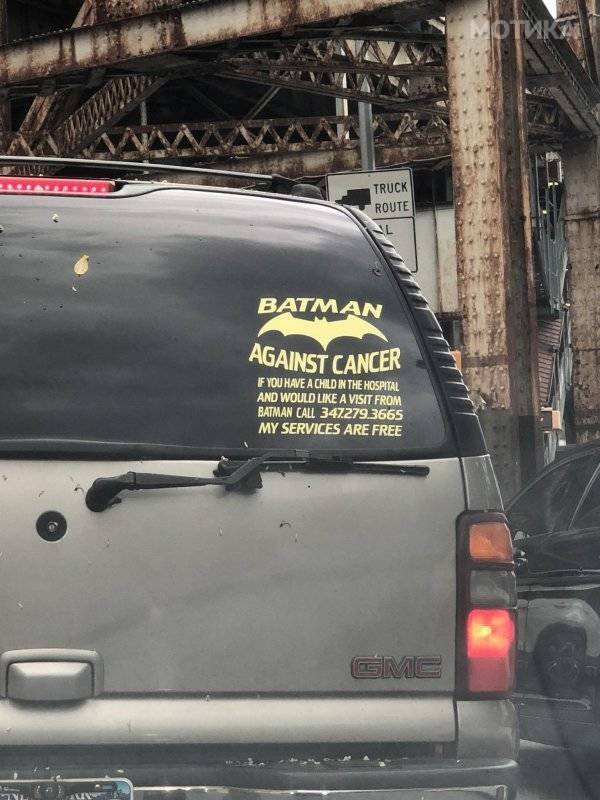 МОТИКА
TRUCK
ROUTE
BATMAN
AGAINST CANCER
IF YOU HAVE A CHILD IN THE HOSPITAL
AND WOULD LIKE A VISIT FROM
BATMAN CALL 347.279.3665
MY SERVICES ARE FREE
GMC